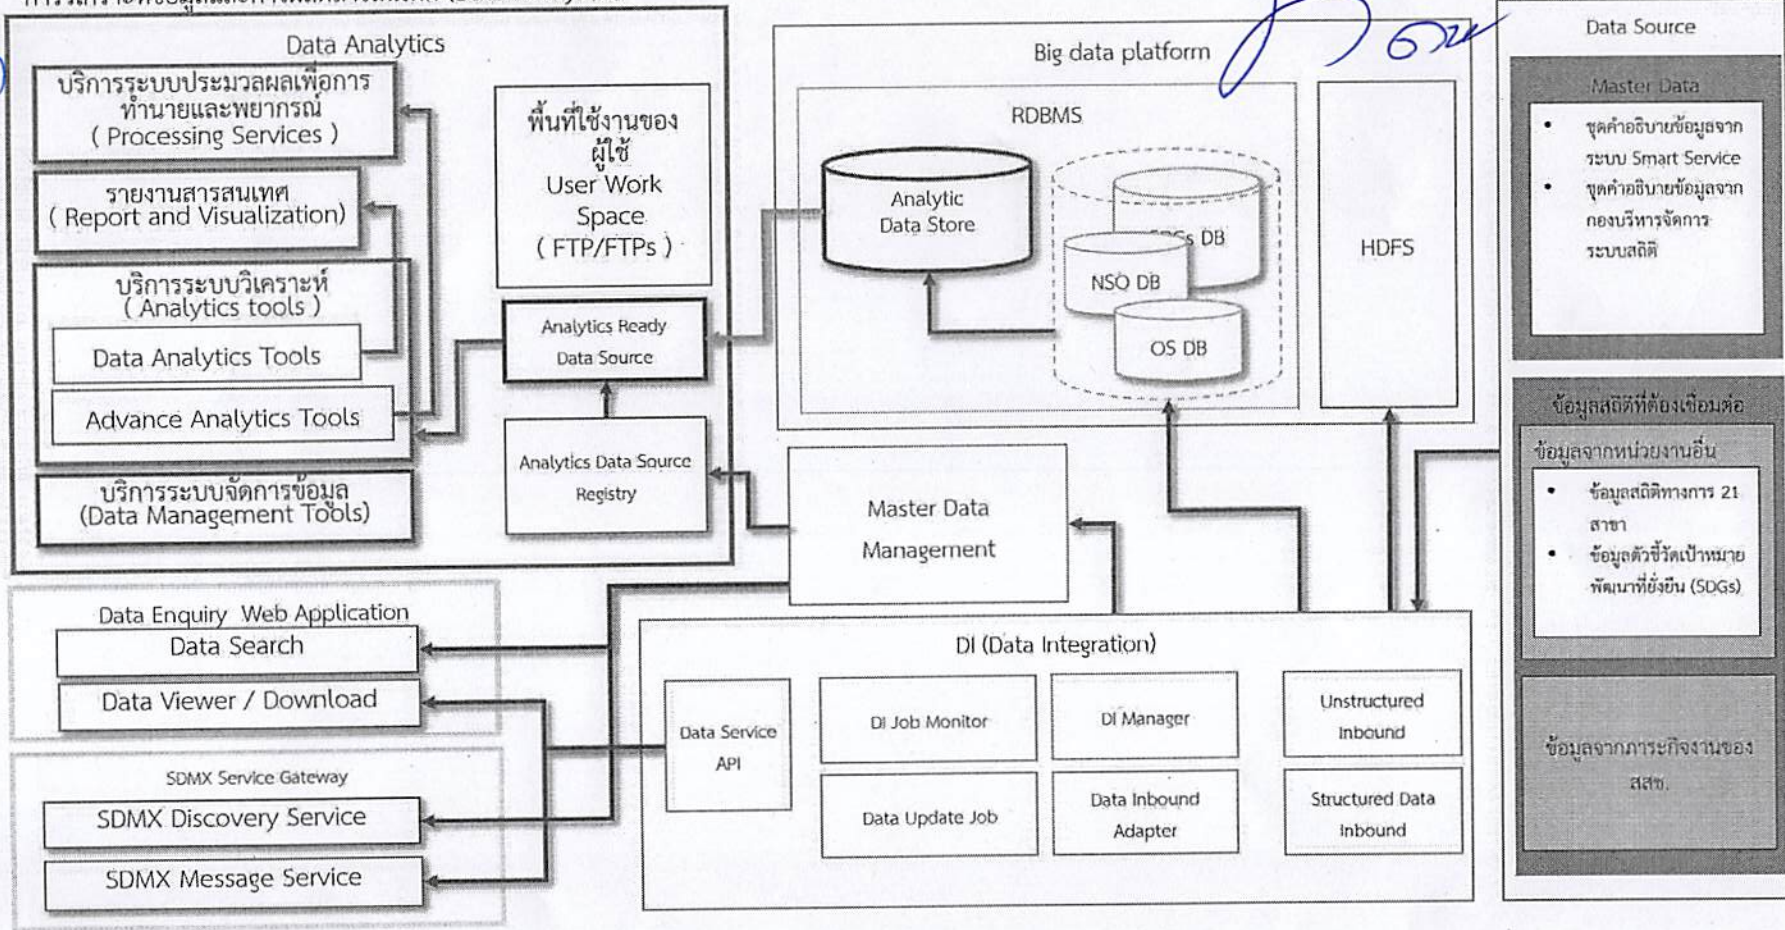 Data Analytics
บริการระบบประมวลผลเพื่อการ
ทำนายและพยากรณ์
( Processing Services )
รายงานสารสนเทศ
( Report and Visualization)
บริการระบบวิเคราะห์
( Analytics tools )
Data Analytics Tools
Advance Analytics Tools
บริการระบบจัดการข้อมูล
(Data Management Tools)
พื้นที่ใช้งานของ
ผู้ใช้
User Work
Space
( FTP/FTPs )
Analytics Ready
Data Source
Analytics Data Source
Registry
Big data platform
RDBMS
Analytic
Data Store
DB
NSO DB
OS DB
HDFS
Master Data
Management
Data Enquiry Web Application
Data Search
Data Viewer / Download
SDMX Service Gateway
SDMX Discovery Service
SDMX Message Service
DI (Data Integration)
Data Service
API
DI Job Monitor
DI Manager
Unstructured
Inbound
Data Update Job
Data Inbound
Adapter
Structured Data
Inbound
Data Source
Master Data
• ชุดคำอธิบายข้อมูลจาก
ระบบ Smart Service
• ชุดคำอธิบายข้อมูลจาก
กองบริหารจัดการ
ระบบสถิติ
ข้อมูลสถิติที่ต้องเชื่อมต่อ
ข้อมูลจากหน่วยงานอื่น
• ข้อมูลสถิติทางการ 21
สาขา
• ข้อมูลตัวชี้วัดเป้าหมาย
พัฒนาที่ยั่งยืน (SDGs)
ข้อมูลจากภาระกิจงานของ
สสช.